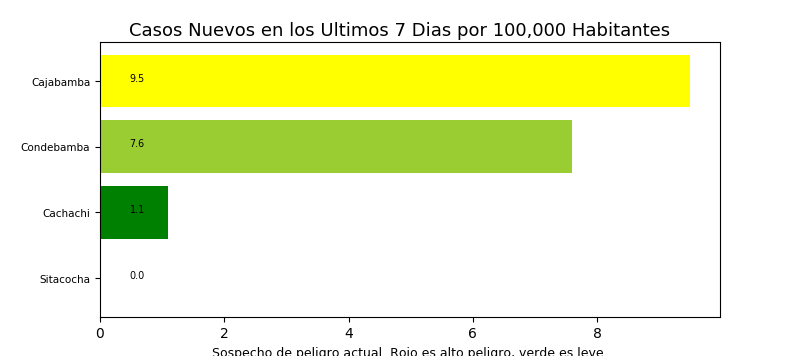 Casos Nuevos en los Ultimos 7 Dias por 100,000 Habitantes
Cajabamba 9.5
Condebamba 7.6
Cachachi 1.1
Sitacocha 0.0
0 2 4 6 8
Sospecho de peligro actual. Rojo es alto peligro, verde es leve